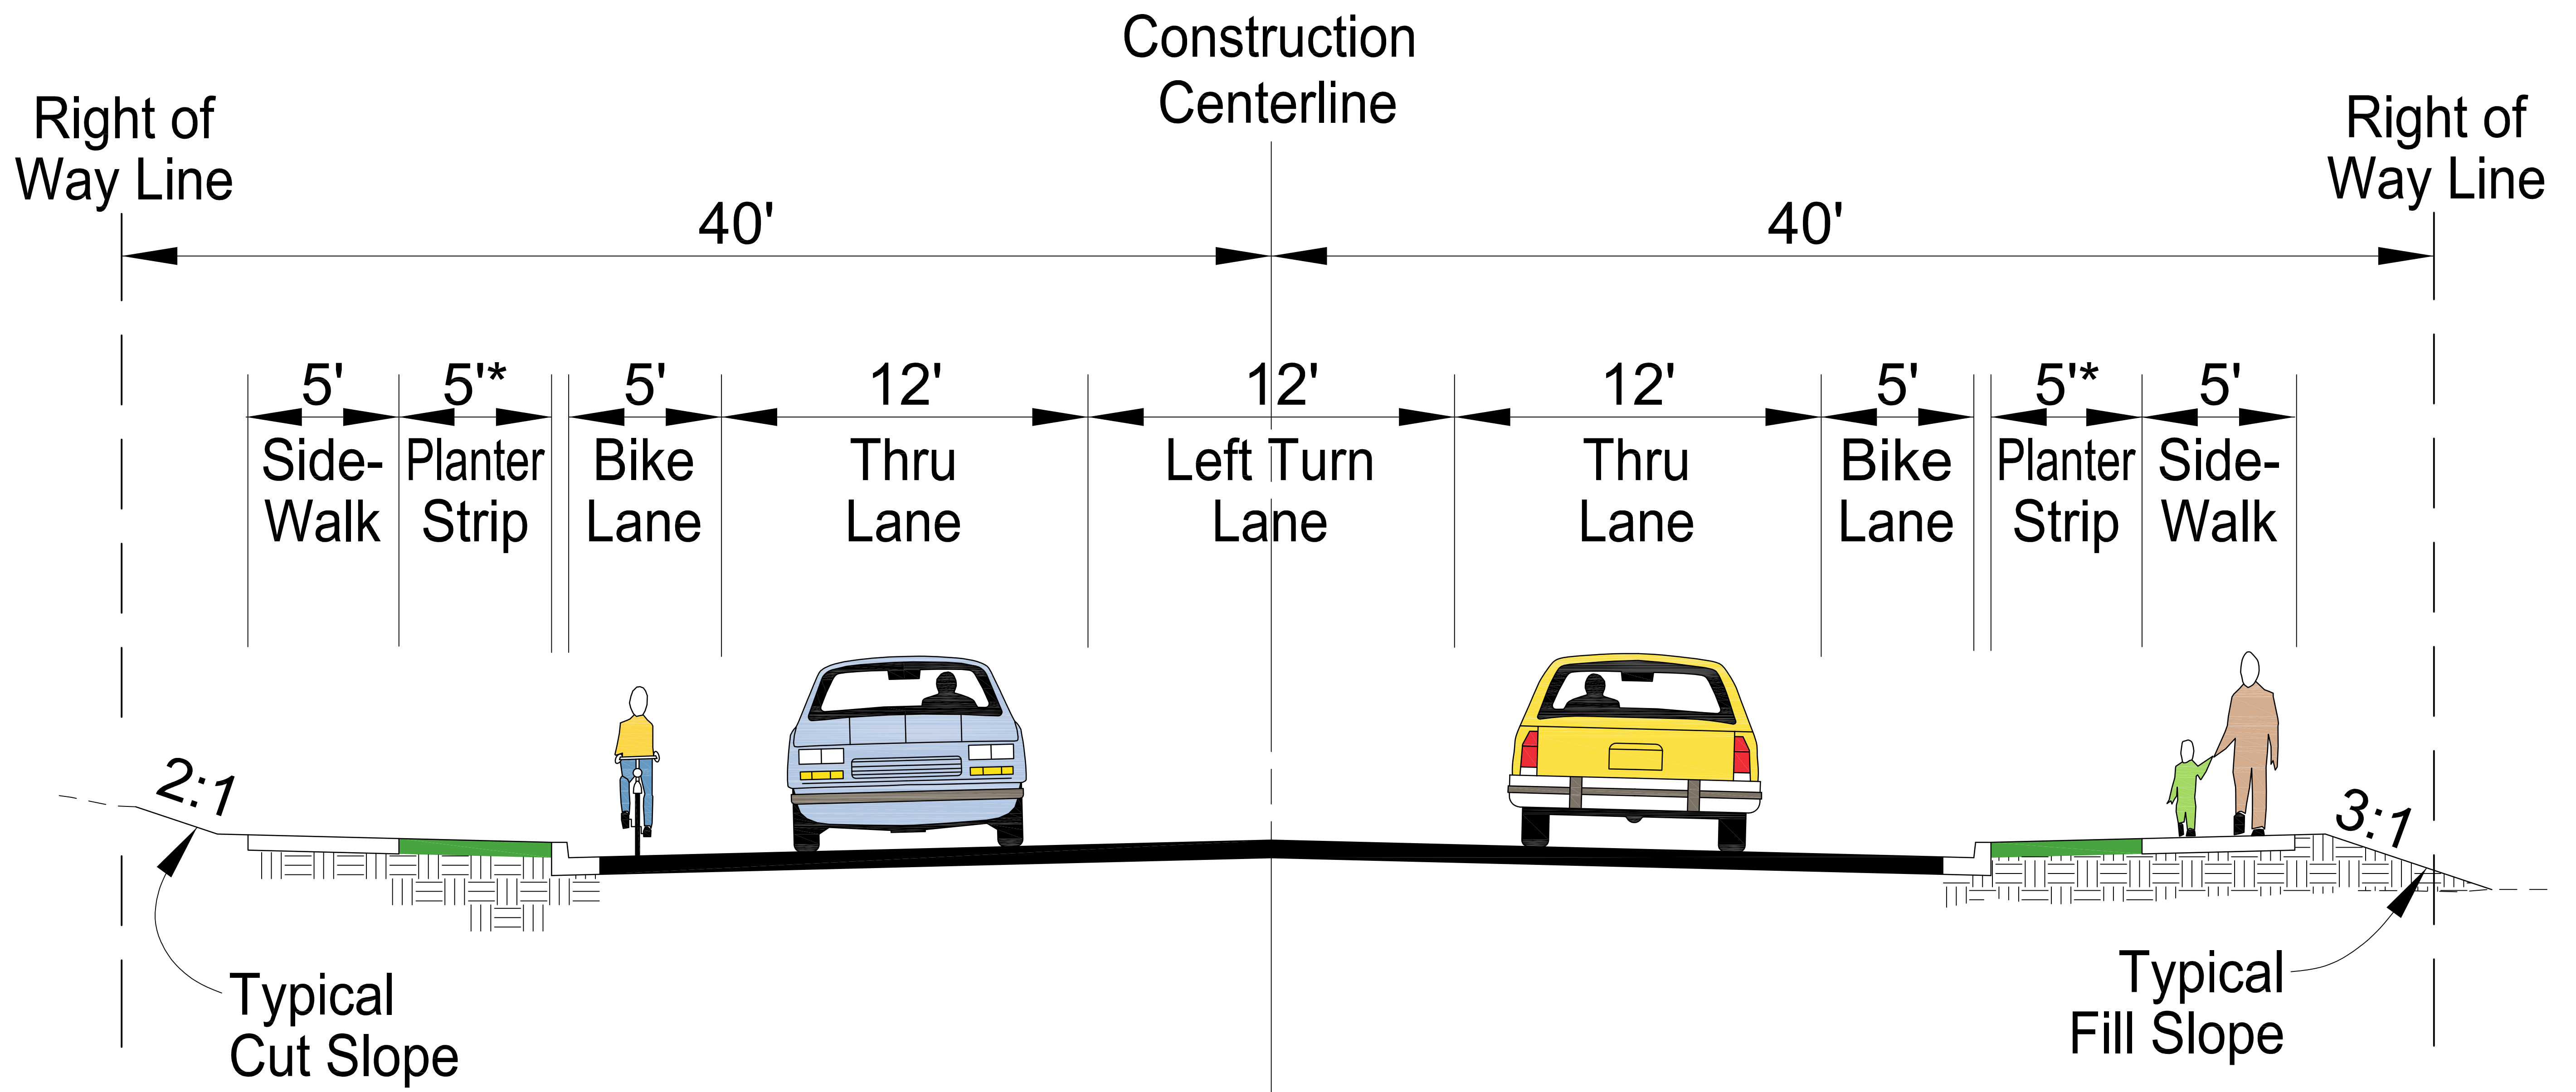 Construction
Centerline
Right of
Way Line
Right of
Way Line
40'
40'
5'
5'*
5'
12'
12'
12'
5'
5'*
5'
Side-
Walk
Planter
Strip
Bike
Lane
Thru
Lane
Left Turn
Lane
Thru
Lane
Bike
Lane
Planter
Strip
Side-
Walk
2:1
3:1
Typical
Cut Slope
Typical
Fill Slope